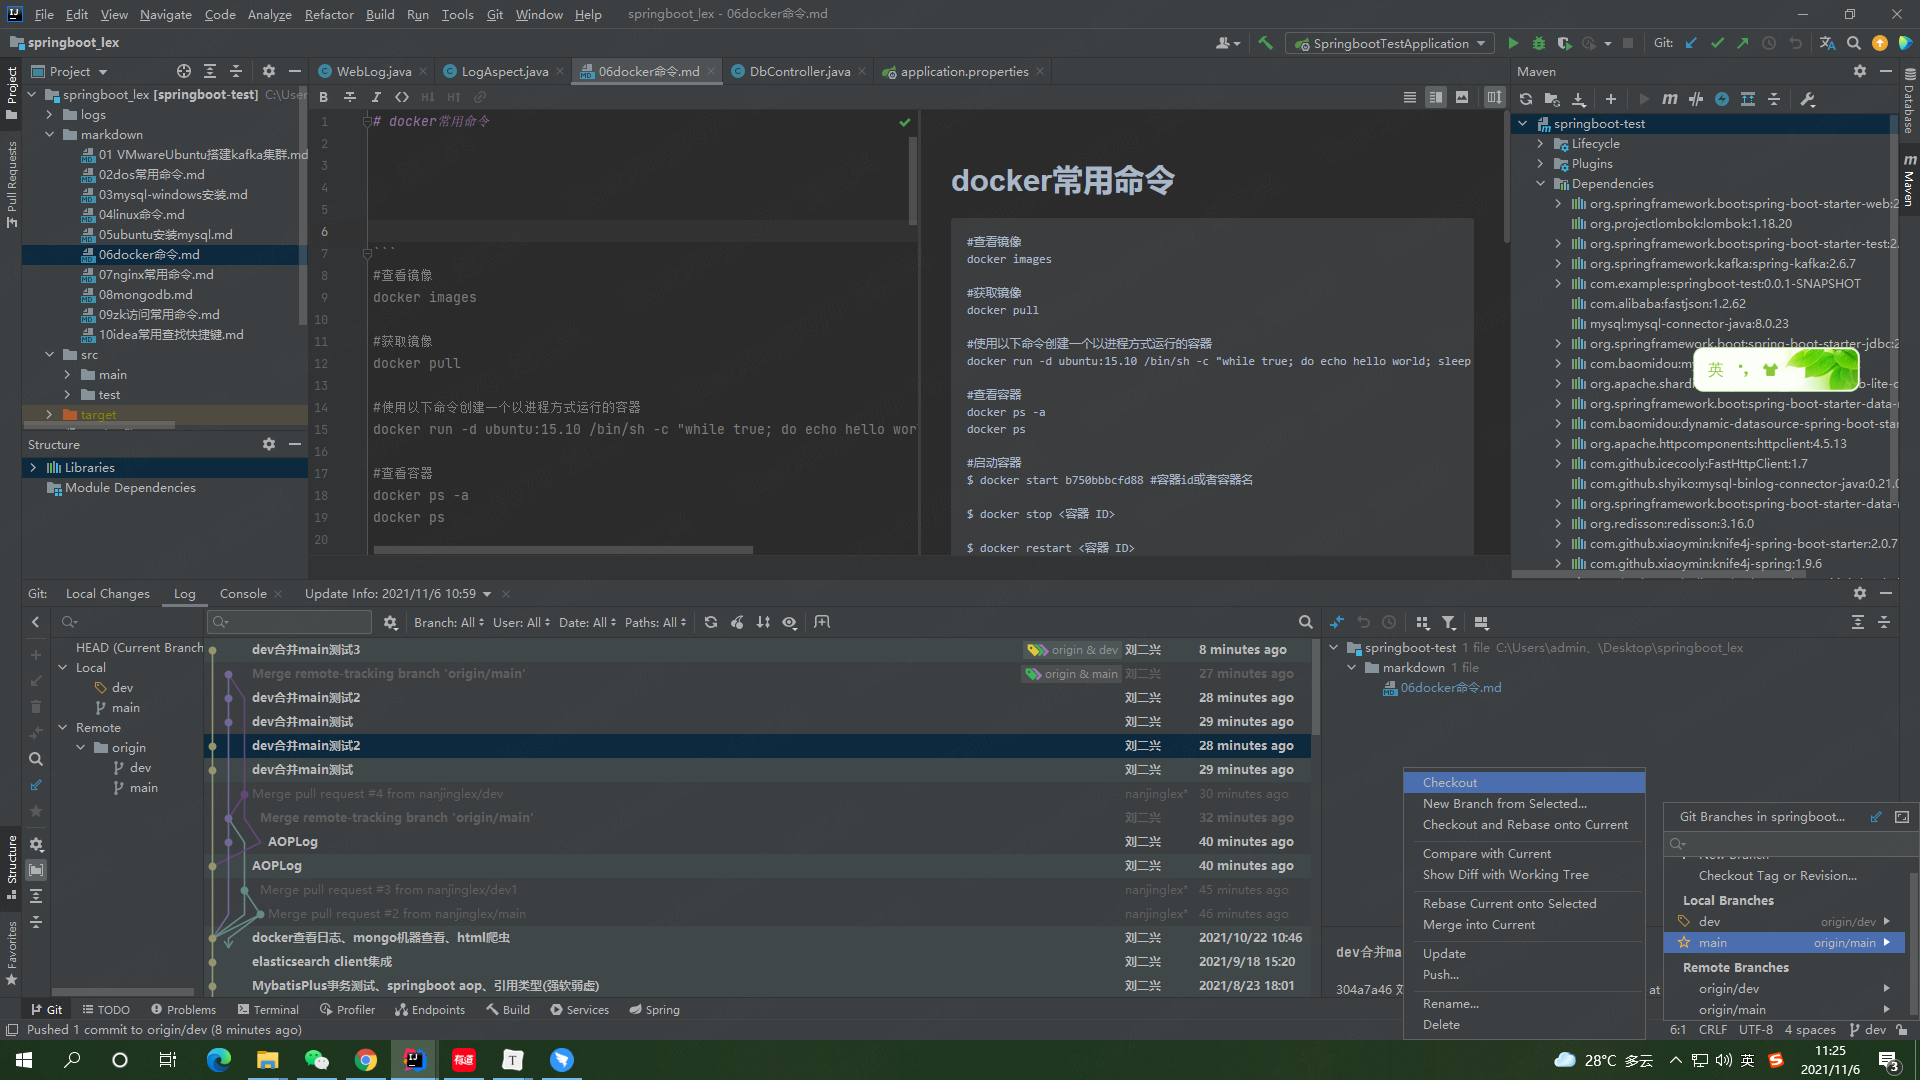 File Edit View Navigate Code Analyze Refactor Build Run Tools Git Window Help springboot_lex - 06docker命令.md
springboot_lex
SpringbootTestApplication
Git:
Project
WebLog.java
LogAspect.java
06docker命令.md
DbController.java
application.properties
Maven
Project
Pull Requests
Structure
Favorites
Database
Maven
springboot_lex [springboot-test] C:\User
logs
markdown
01 VMwareUbuntu搭建kafka集群.md
02dos常用命令.md
03mysql-windows安装.md
04linux命令.md
05ubuntu安装mysql.md
06docker命令.md
07nginx常用命令.md
08mongodb.md
09zk访问常用命令.md
10idea常用查找快捷键.md
src
main
test
target
Structure
Libraries
Module Dependencies
1 # docker常用命令
2
3
4
5
6
7 ```
8 #查看镜像
9 docker images
10
11 #获取镜像
12 docker pull
13
14 #使用以下命令创建一个以进程方式运行的容器
15 docker run -d ubuntu:15.10 /bin/sh -c "while true; do echo hello wor
16
17 #查看容器
18 docker ps -a
19 docker ps
20
docker常用命令
#查看镜像
docker images
#获取镜像
docker pull
#使用以下命令创建一个以进程方式运行的容器
docker run -d ubuntu:15.10 /bin/sh -c "while true; do echo hello world; sleep
#查看容器
docker ps -a
docker ps
#启动容器
$ docker start b750bbbcfd88 #容器id或者容器名
$ docker stop <容器 ID>
$ docker restart <容器 ID>
springboot-test
Lifecycle
Plugins
Dependencies
org.springframework.boot:spring-boot-starter-web:2
org.projectlombok:lombok:1.18.20
org.springframework.boot:spring-boot-starter-test:2.
org.springframework.kafka:spring-kafka:2.6.7
com.example:springboot-test:0.0.1-SNAPSHOT
com.alibaba:fastjson:1.2.62
mysql:mysql-connector-java:8.0.23
org.springframework.boot:spring-boot-starter-jdbc:2
com.baomidou:m
org.apache.shard
o-lite-c
org.springframework.boot:spring-boot-starter-data-
com.baomidou:dynamic-datasource-spring-boot-star
org.apache.httpcomponents:httpclient:4.5.13
com.github.icecooly:FastHttpClient:1.7
com.github.shyiko:mysql-binlog-connector-java:0.21.0
org.springframework.boot:spring-boot-starter-data-r
org.redisson:redisson:3.16.0
com.github.xiaoymin:knife4j-spring-boot-starter:2.0.7
com.github.xiaoymin:knife4j-spring:1.9.6
英
Git: Local Changes Log Console Update Info: 2021/11/6 10:59
Branch: All User: All Date: All Paths: All
HEAD (Current Branch
Local
dev
main
Remote
origin
dev
main
dev合并main测试3 origin & dev 刘二兴 8 minutes ago
Merge remote-tracking branch 'origin/main' origin & main 刘二兴 27 minutes ago
dev合并main测试2 刘二兴 28 minutes ago
dev合并main测试 刘二兴 29 minutes ago
dev合并main测试2 刘二兴 28 minutes ago
dev合并main测试 刘二兴 29 minutes ago
Merge pull request #4 from nanjinglex/dev nanjinglex* 30 minutes ago
Merge remote-tracking branch 'origin/main' 刘二兴 32 minutes ago
AOPLog 刘二兴 40 minutes ago
AOPLog 刘二兴 40 minutes ago
Merge pull request #3 from nanjinglex/dev1 nanjinglex* 45 minutes ago
Merge pull request #2 from nanjinglex/main nanjinglex* 46 minutes ago
docker查看日志、mongo机器查看、html爬虫 刘二兴 2021/10/22 10:46
elasticsearch client集成 刘二兴 2021/9/18 15:20
MybatisPlus事务测试、springboot aop、引用类型(强软弱虚) 刘二兴 2021/8/23 18:01
springboot-test 1 file C:\Users\admin、\Desktop\springboot_lex
markdown 1 file
06docker命令.md
dev合并ma
304a7a46 刘
at
Checkout
New Branch from Selected...
Checkout and Rebase onto Current
Compare with Current
Show Diff with Working Tree
Rebase Current onto Selected
Merge into Current
Update
Push...
Rename...
Delete
Git Branches in springboot...
New Branch
Checkout Tag or Revision...
Local Branches
dev origin/dev
main origin/main
Remote Branches
origin/dev
origin/main
Git TODO Problems Terminal Profiler Endpoints Build Services Spring
Pushed 1 commit to origin/dev (8 minutes ago)
6:1 CRLF UTF-8 4 spaces dev
有道
T
28°C 多云
英
11:25
2021/11/6
3